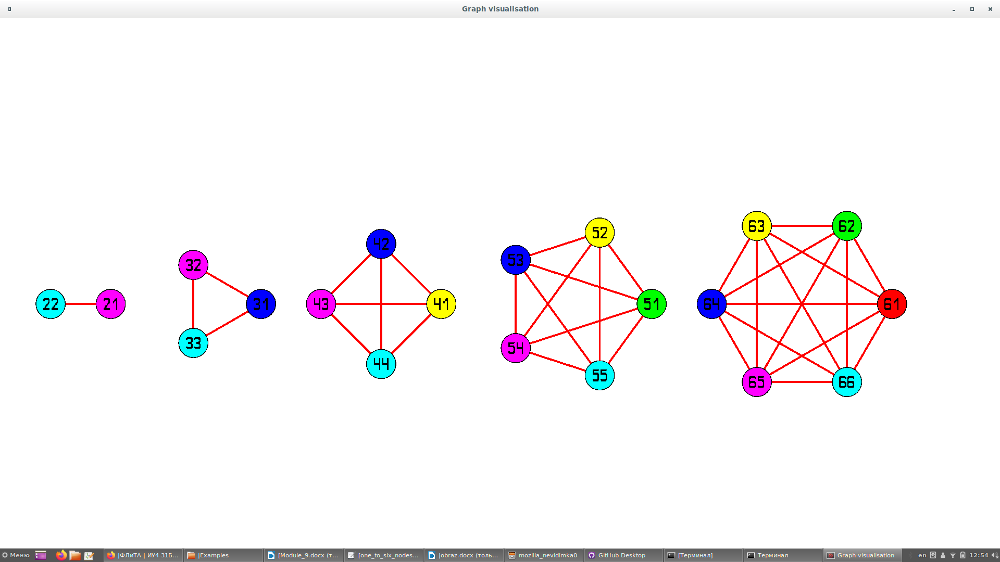 Graph visualisation
63 62
52
42 53
32
22 21 31 43 41 51 64 61
33 54
44 55
65 66
Меню |ФЛиТА | ИУ4-31Б... |Examples [Module_9.docx (т... [one_to_six_nodes... |obraz.docx (толь... mozilla_nevidimka0 GitHub Desktop [Терминал] Терминал Graph visualisation en 12:54